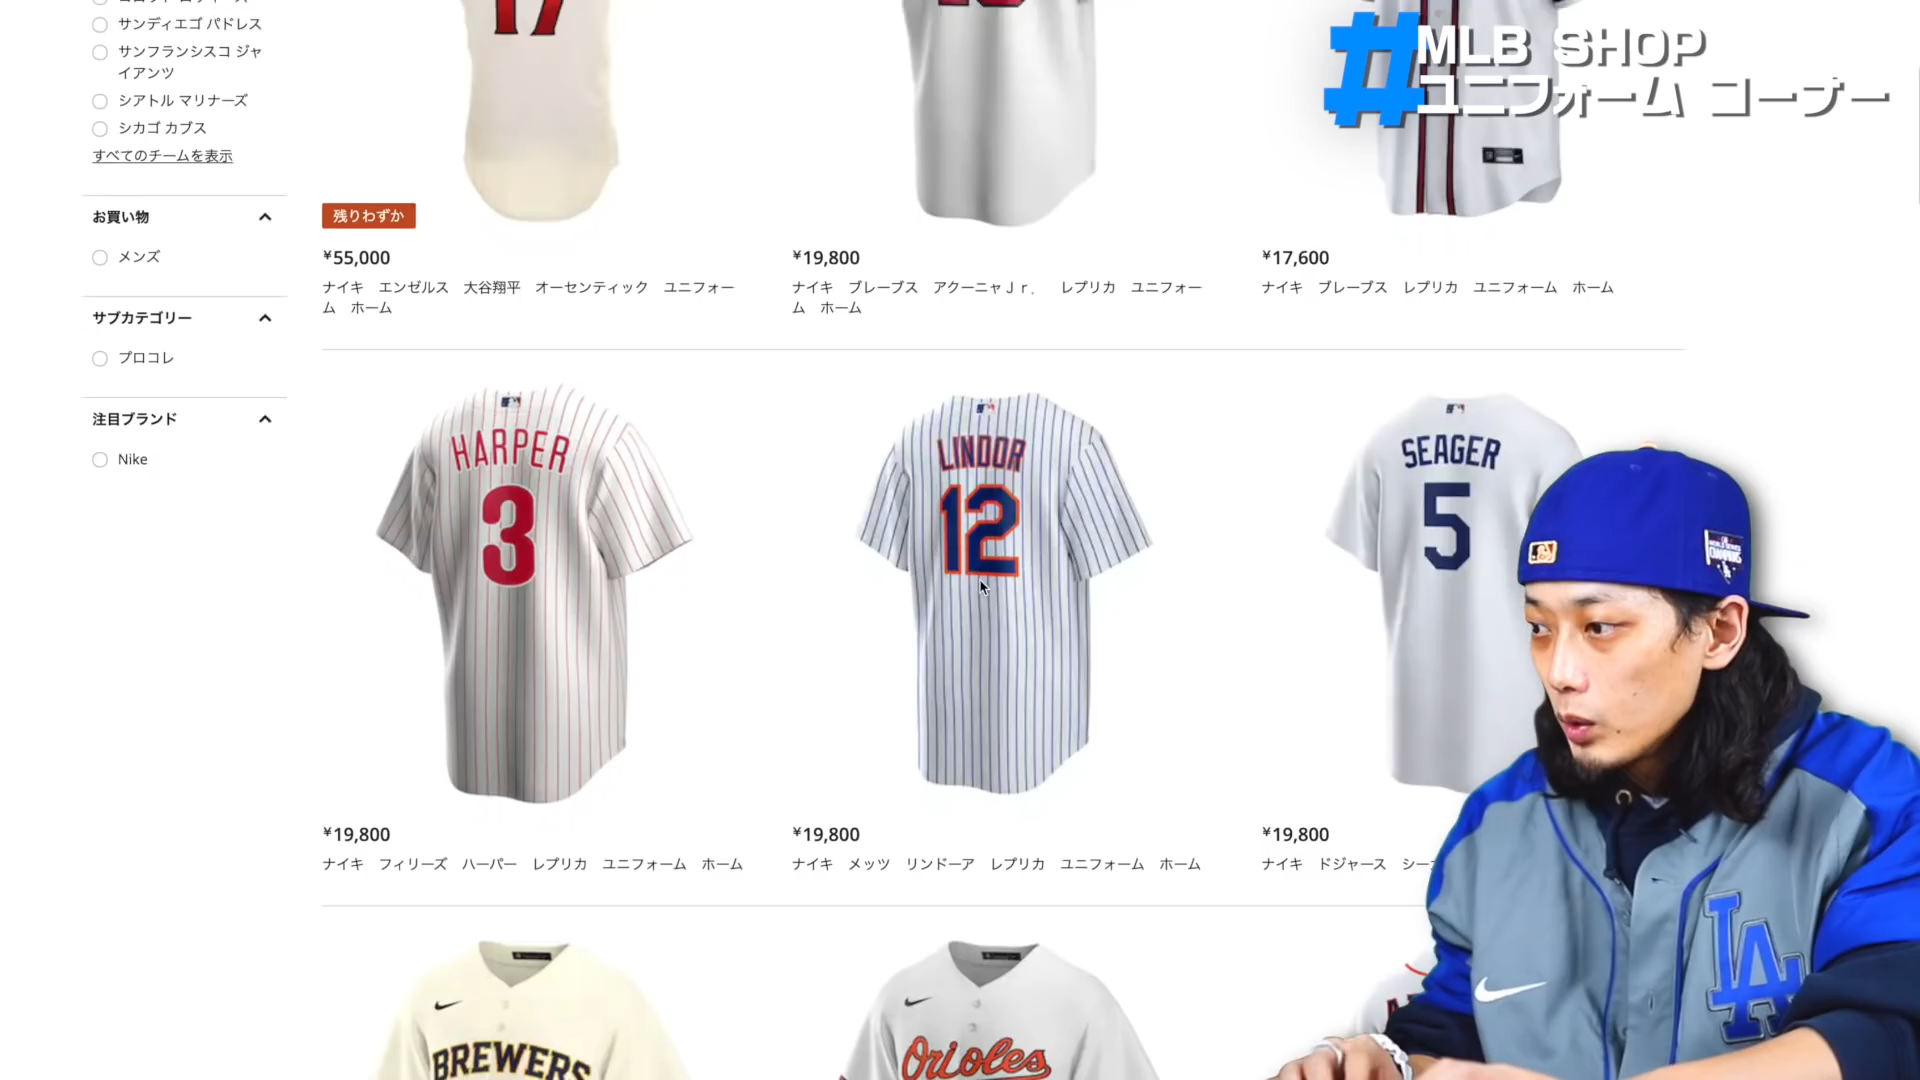 サンディエゴ パドレス
サンフランシスコ ジャ
イアンツ
シアトル マリナーズ
シカゴ カブス
すべてのチームを表示
お買い物
メンズ
サブカテゴリー
プロコレ
注目ブランド
Nike
#MLB SHOP
ユニフォーム コーナー
17
残りわずか
¥55,000
ナイキ エンゼルス 大谷翔平 オーセンティック ユニフォー
ム ホーム
¥19,800
ナイキ ブレーブス アクーニャJr. レプリカ ユニフォー
ム ホーム
¥17,600
ナイキ ブレーブス レプリカ ユニフォーム ホーム
HARPER
3
LINDOR
12
SEAGER
5
¥19,800
ナイキ フィリーズ ハーパー レプリカ ユニフォーム ホーム
¥19,800
ナイキ メッツ リンドーア レプリカ ユニフォーム ホーム
¥19,800
ナイキ ドジャース シー
BREWERS
Orioles
CHAMPIONS
LA